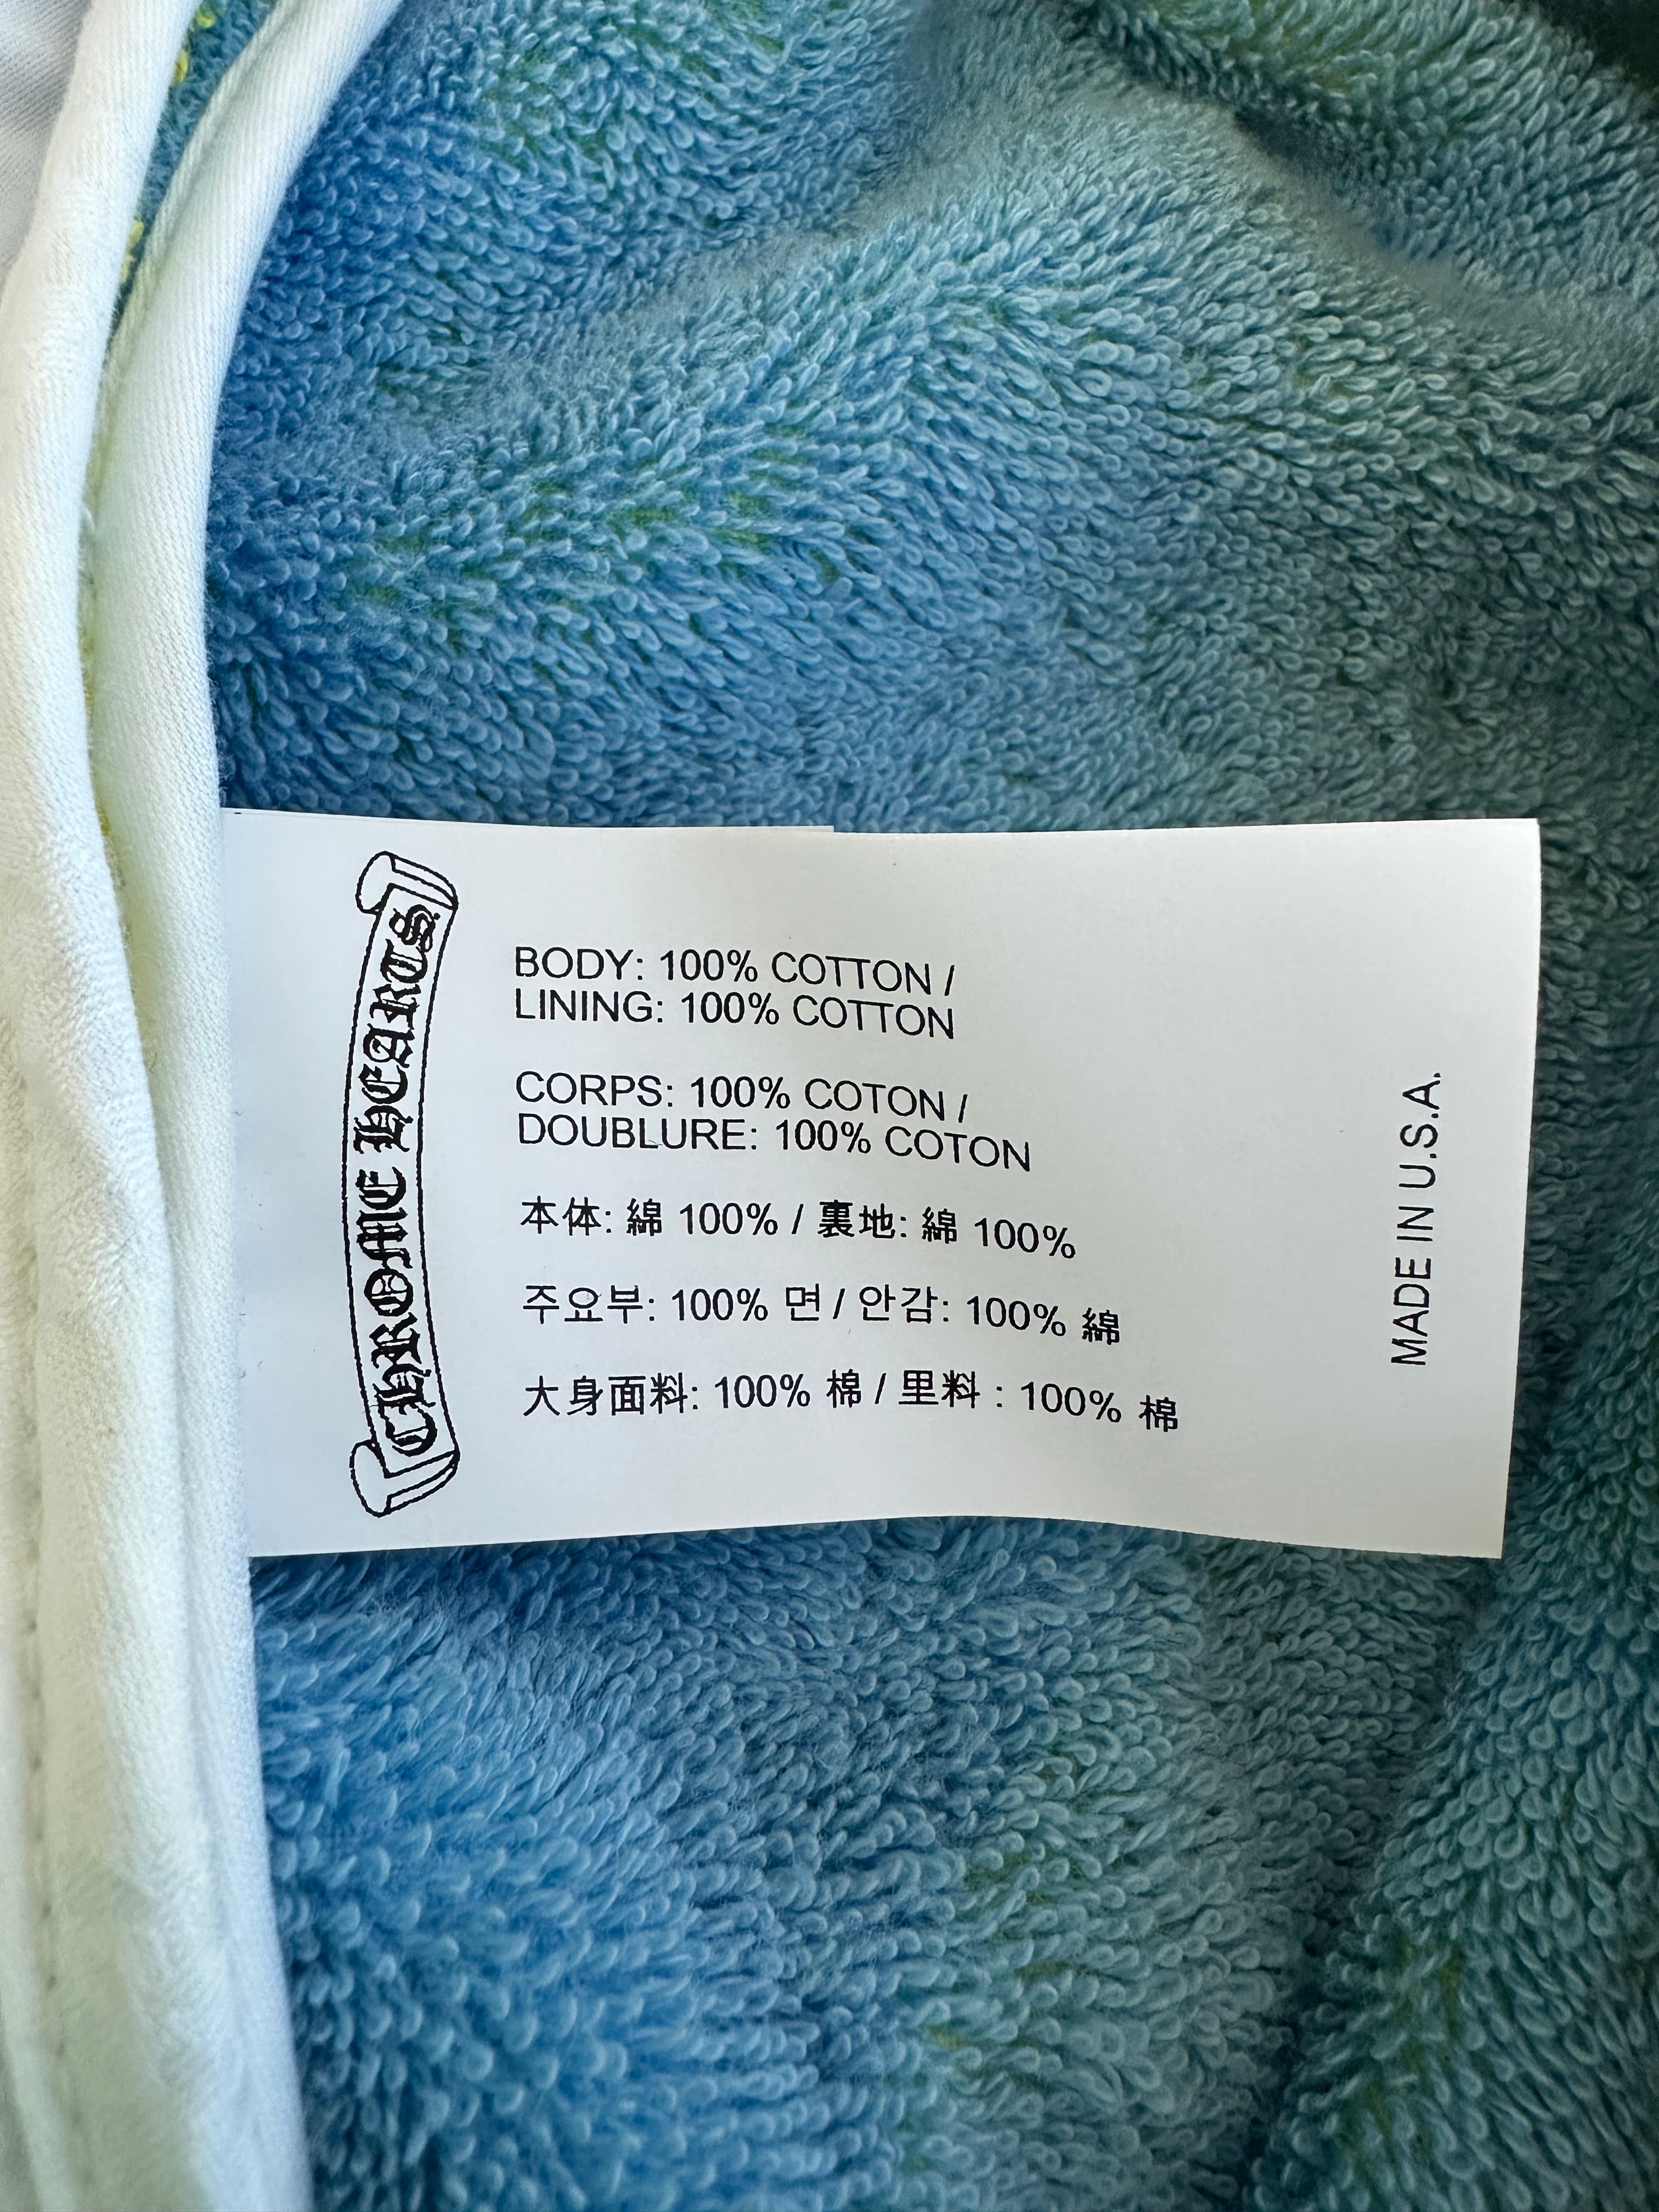 CHROME HEARTS
BODY: 100% COTTON /
LINING: 100% COTTON
CORPS: 100% COTON /
DOUBLURE: 100% COTON
本体: 綿 100% / 裏地: 綿 100%
주요부: 100% 면 / 안감: 100% 綿
大身面料: 100% 棉 / 里料 : 100% 棉
MADE IN U.S.A.